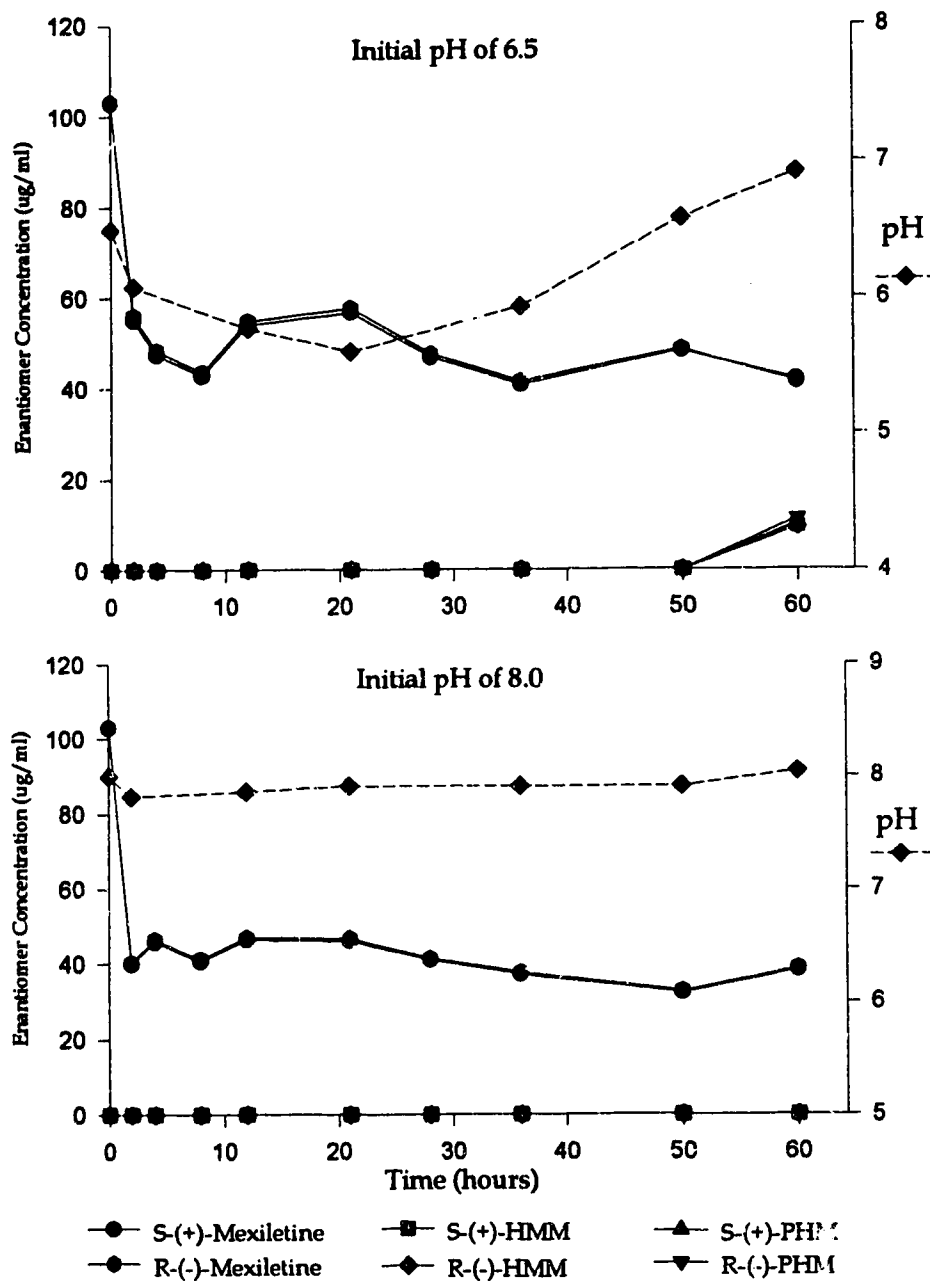 Initial pH of 6.5
Enantiomer Concentration (ug/ml)
120
100
80
60
40
20
0
8
7
6
5
4
pH
0 10 20 30 40 50 60
Initial pH of 8.0
Enantiomer Concentration (ug/ml)
120
100
80
60
40
20
0
9
8
7
6
5
pH
0 10 20 30 40 50 60
Time (hours)
S-(+)-Mexiletine S-(+)-HMM S-(+)-PHM
R-(-)-Mexiletine R-(-)-HMM R-(-)-PHM